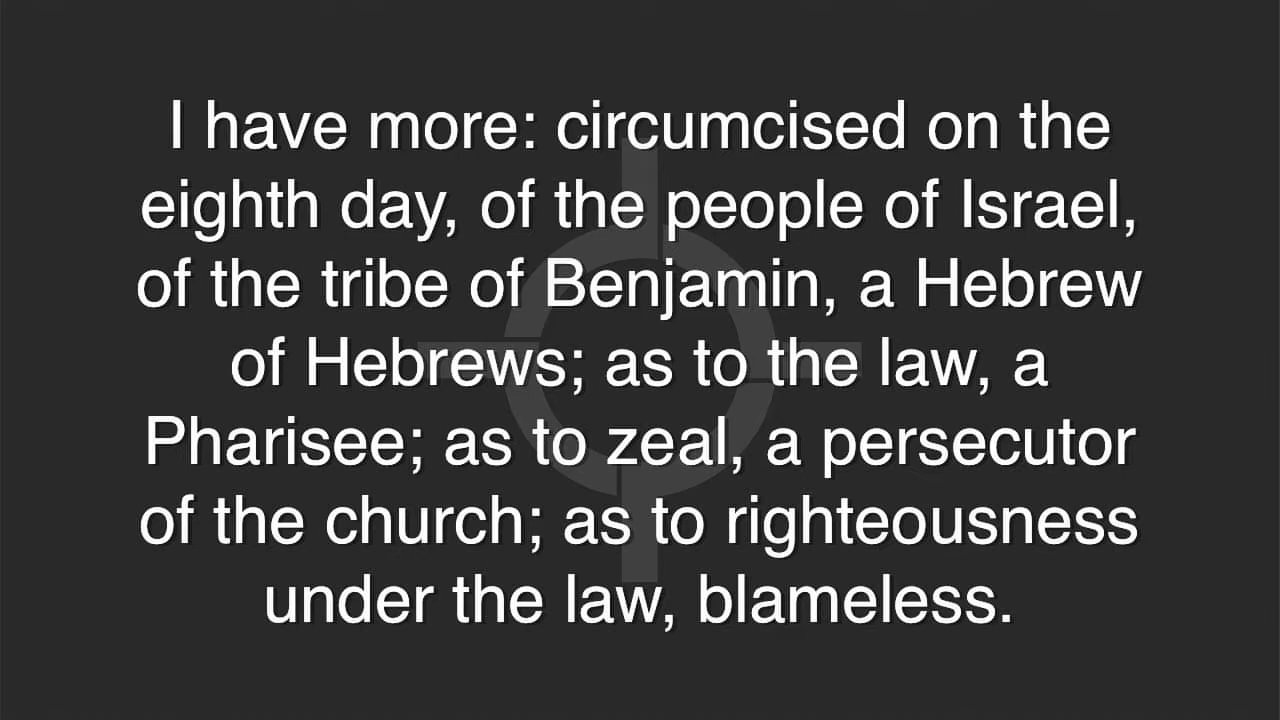 I have more: circumcised on the
eighth day, of the people of Israel,
of the tribe of Benjamin, a Hebrew
of Hebrews; as to the law, a
Pharisee; as to zeal, a persecutor
of the church; as to righteousness
under the law, blameless.